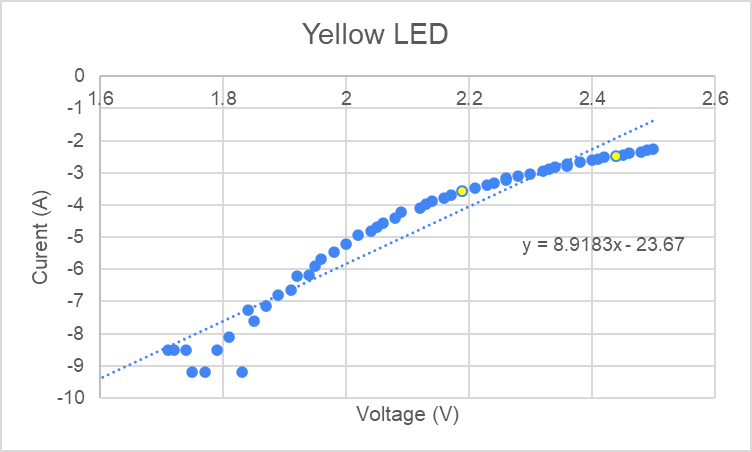 Yellow LED
0
1.6 1.8 2 2.2 2.4 2.6
-1
-2
-3
-4
-5
y = 8.9183x - 23.67
-6
-7
-8
-9
-10
Curent (A)
Voltage (V)